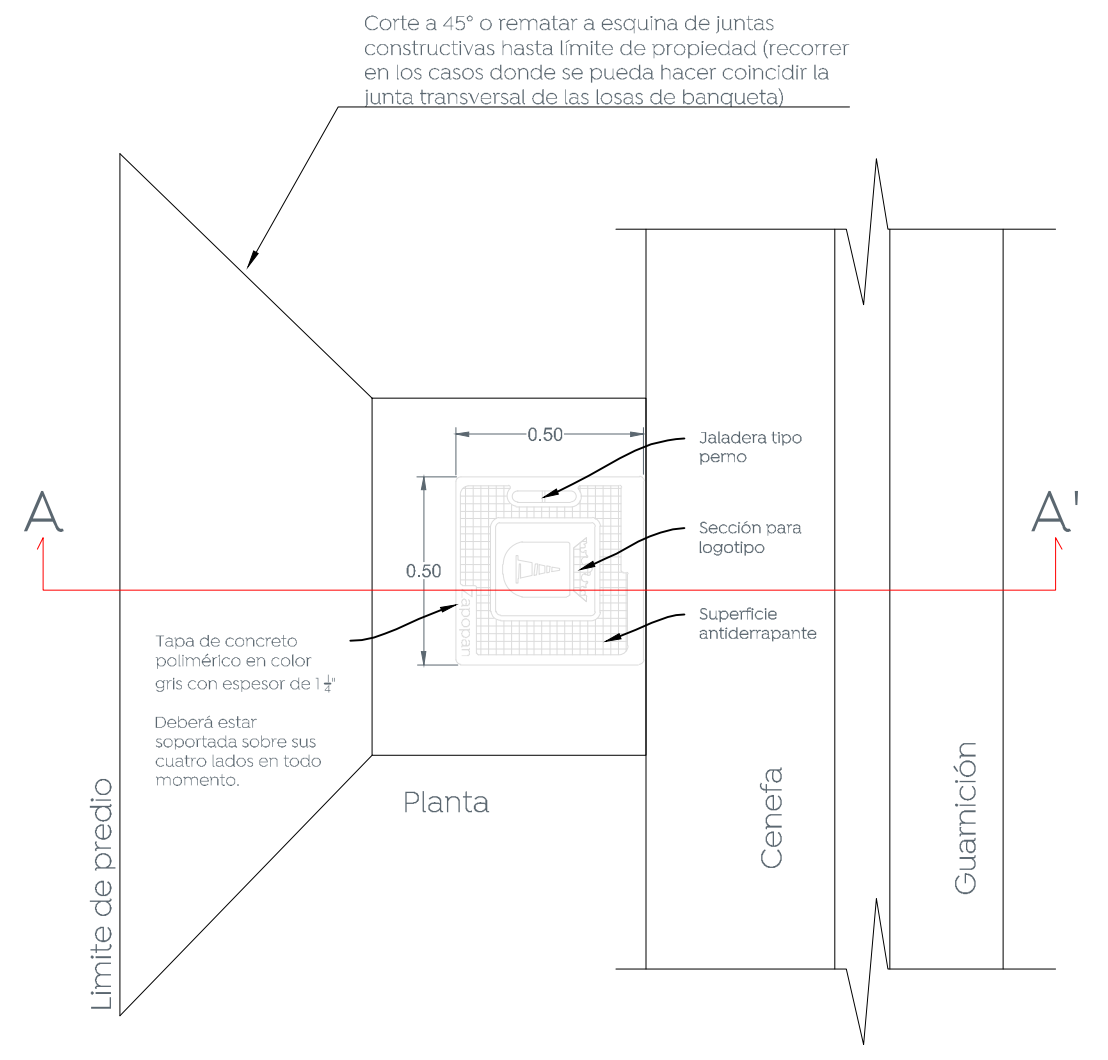 Corte a 45° o rematar a esquina de juntas
constructivas hasta límite de propiedad (recorrer
en los casos donde se pueda hacer coincidir la
junta transversal de las losas de banqueta)
0.50
Jaladera tipo
perno
A
A'
Sección para
logotipo
0.50
Zapopan
Superficie
antiderrapante
Tapa de concreto
polimérico en color
gris con espesor de 1 1/4"
Deberá estar
soportada sobre sus
cuatro lados en todo
momento.
Planta
Limite de predio
Cenefa
Guarnición